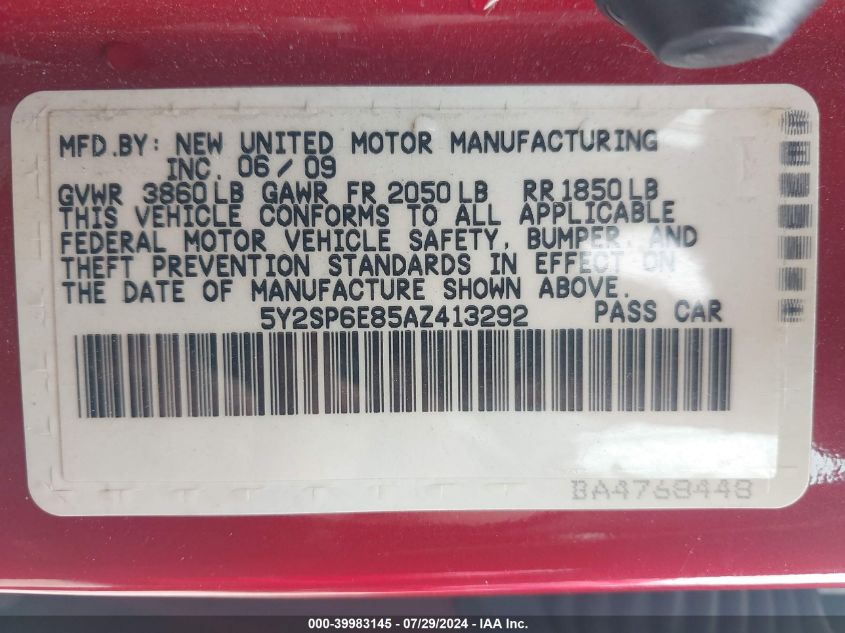 MFD.BY: NEW UNITED MOTOR MANUFACTURING
INC. 06/09
GVWR 3860 LB GAWR FR 2050 LB RR 1850 LB
THIS VEHICLE CONFORMS TO ALL APPLICABLE
FEDERAL MOTOR VEHICLE SAFETY, BUMPER, AND
THEFT PREVENTION STANDARDS IN EFFECT ON
THE DATE OF MANUFACTURE SHOWN ABOVE.
5Y2SP6E85AZ413292 PASS CAR
BA4768448
000-39983145 - 07/29/2024 - IAA, Inc.